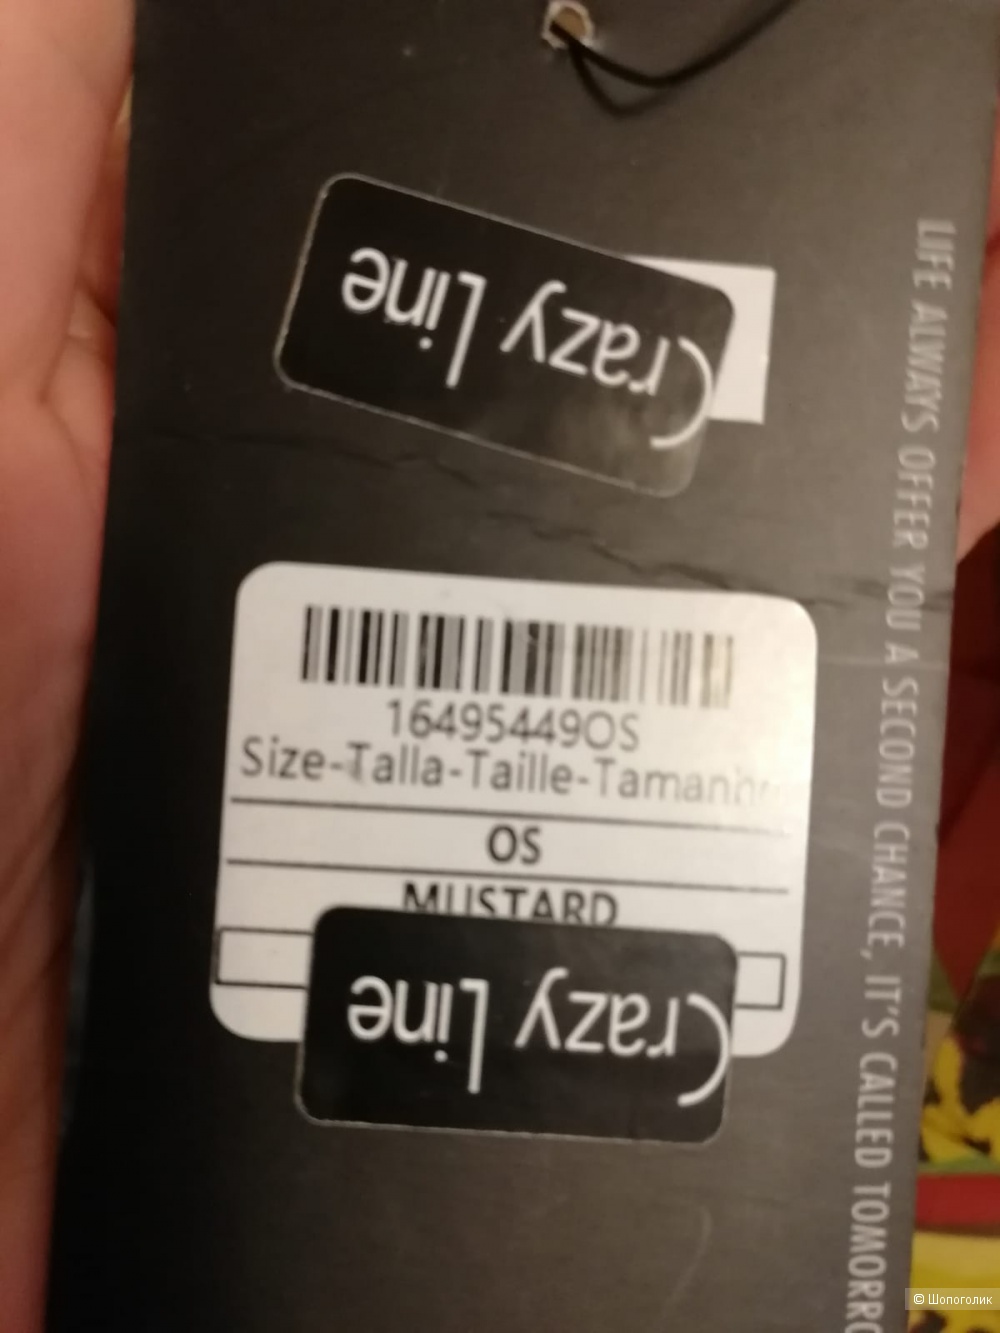 Crazy Line
16495449OS
Size-Talla-Taille-Tamanho
OS
MUSTARD
Crazy Line
LIFE ALWAYS OFFER YOU A SECOND CHANCE, IT'S CALLED TOMORRO
© Шопоголик